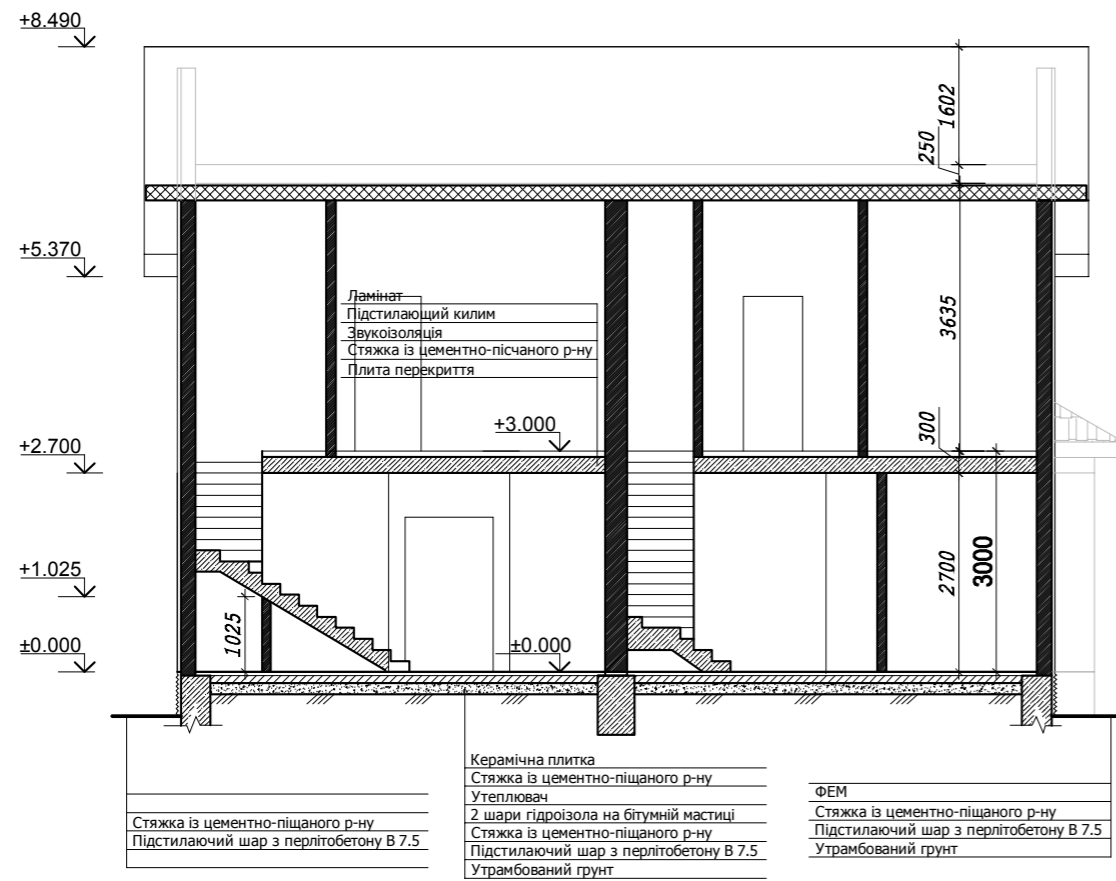 +8.490
1602
250
+5.370
Ламінат
Підстилающий килим
Звукоізоляція
Стяжка із цементно-пісчаного р-ну
Плита перекриття
3635
+3.000
300
+2.700
+1.025
1025
2700
3000
±0.000
±0.000
Стяжка із цементно-піщаного р-ну
Підстилаючий шар з перлітобетону В 7.5
Керамічна плитка
Стяжка із цементно-піщаного р-ну
Утеплювач
2 шари гідроізола на бітумній мастиці
Стяжка із цементно-піщаного р-ну
Підстилаючий шар з перлітобетону В 7.5
Утрамбований грунт
ФЕМ
Стяжка із цементно-піщаного р-ну
Підстилаючий шар з перлітобетону В 7.5
Утрамбований грунт